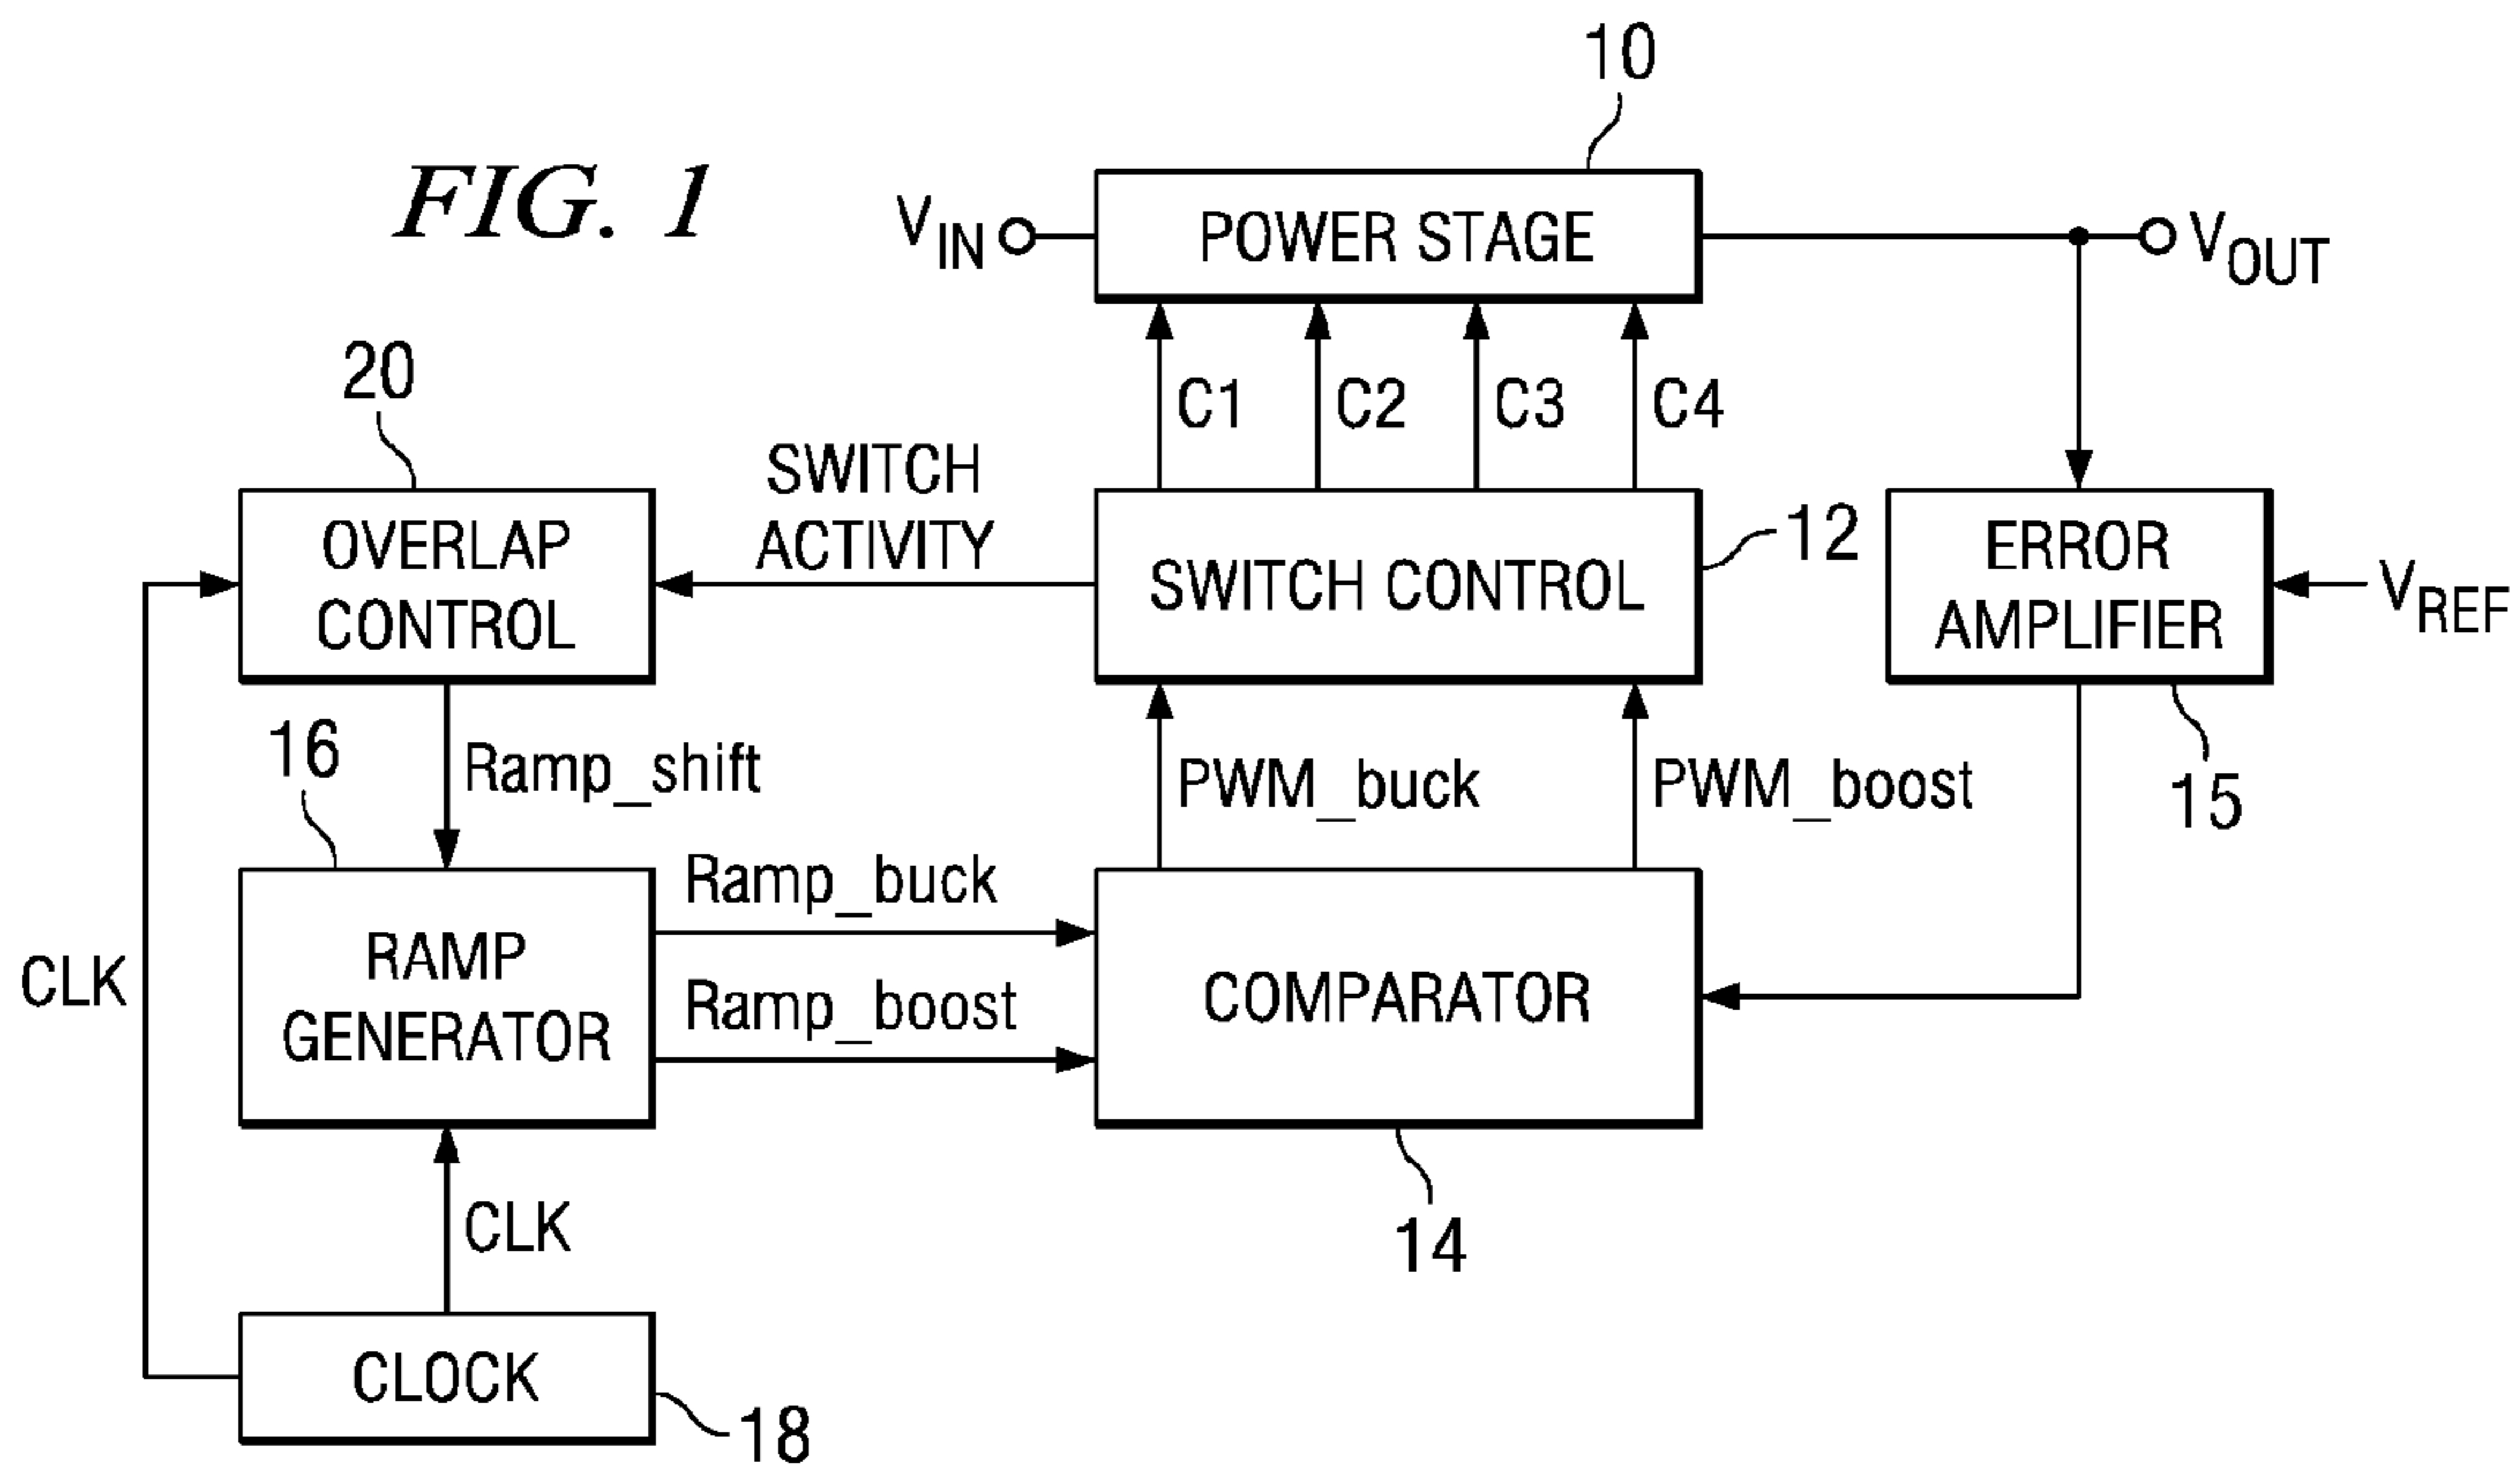 10
FIG. 1
VIN
POWER STAGE
VOUT
20
C1
C2
C3
C4
SWITCH
ACTIVITY
OVERLAP
CONTROL
SWITCH CONTROL
12
ERROR
AMPLIFIER
VREF
16
Ramp_shift
PWM_buck
PWM_boost
15
Ramp_buck
RAMP
GENERATOR
Ramp_boost
COMPARATOR
CLK
CLK
14
CLOCK
18